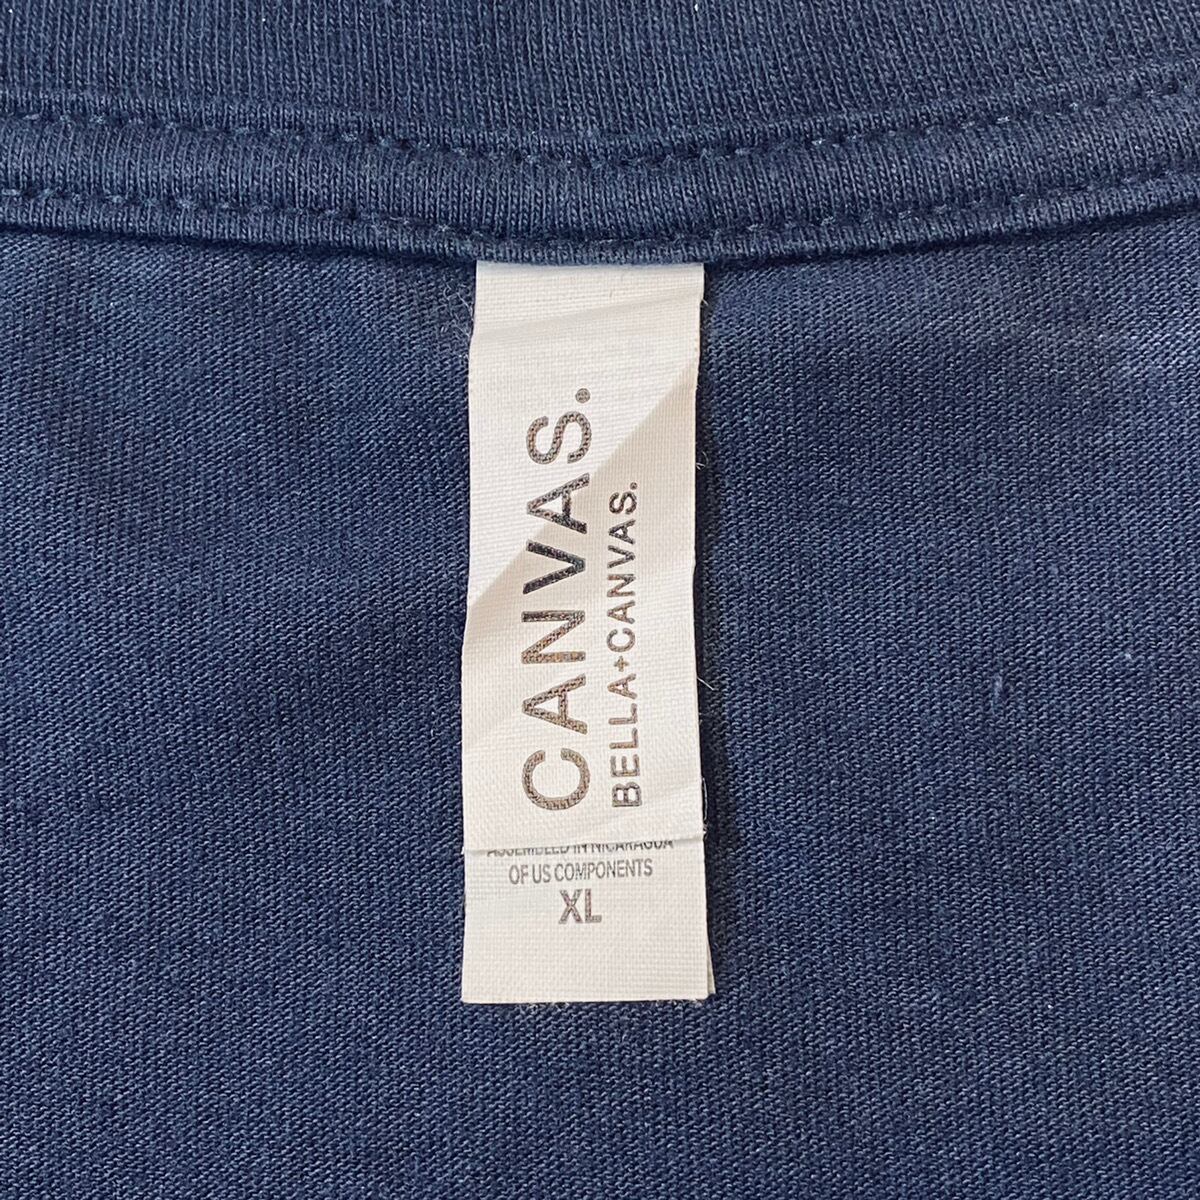 CANVAS.
BELLA+CANVAS.
ASSEMBLED IN NICARAGUA
OF US COMPONENTS
XL